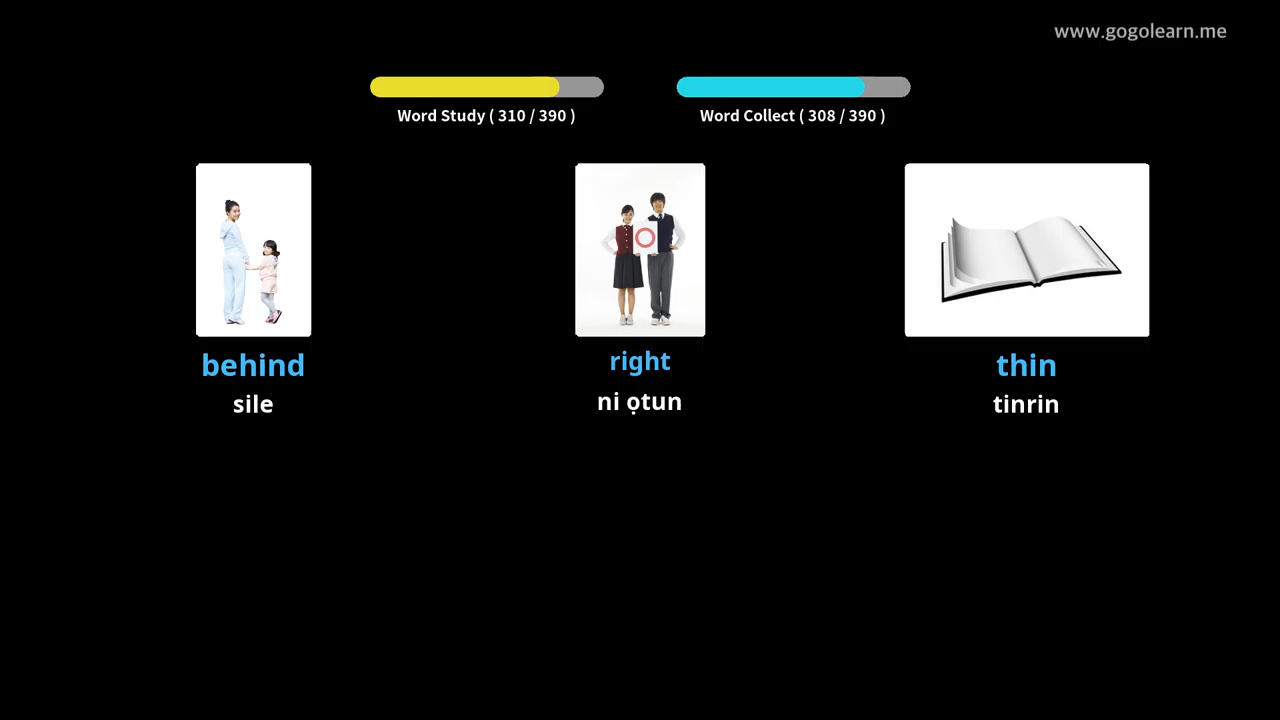 www.gogolearn.me
Word Study ( 310 / 390 )
Word Collect ( 308 / 390 )
behind
sile
right
ni ọtun
thin
tinrin